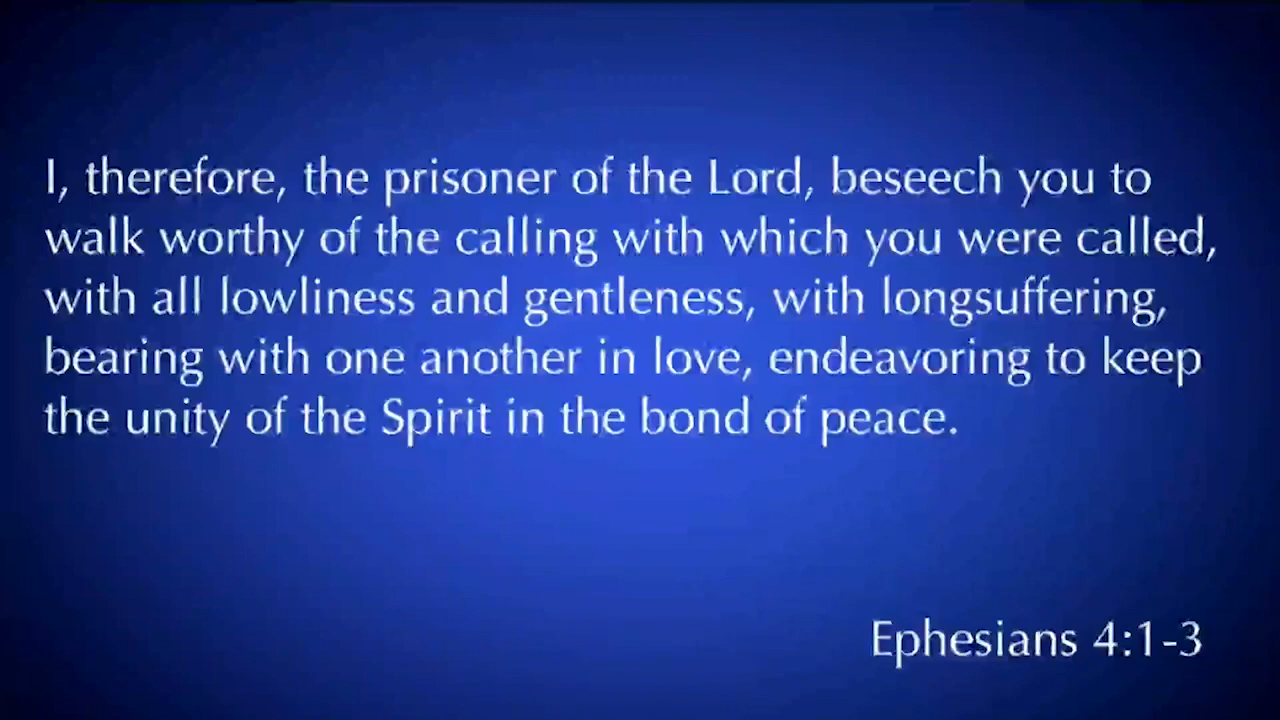 I, therefore, the prisoner of the Lord, beseech you to
walk worthy of the calling with which you were called,
with all lowliness and gentleness, with longsuffering,
bearing with one another in love, endeavoring to keep
the unity of the Spirit in the bond of peace.
Ephesians 4:1-3